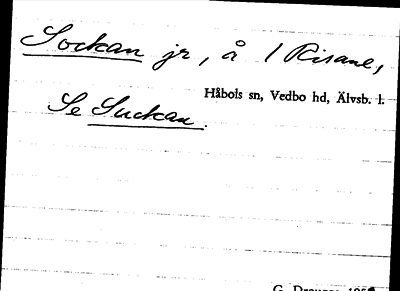 Sockan jr, å / Risane,
Håbols sn, Vedbo hd, Älvsb. l.
Se Suckan.
G.